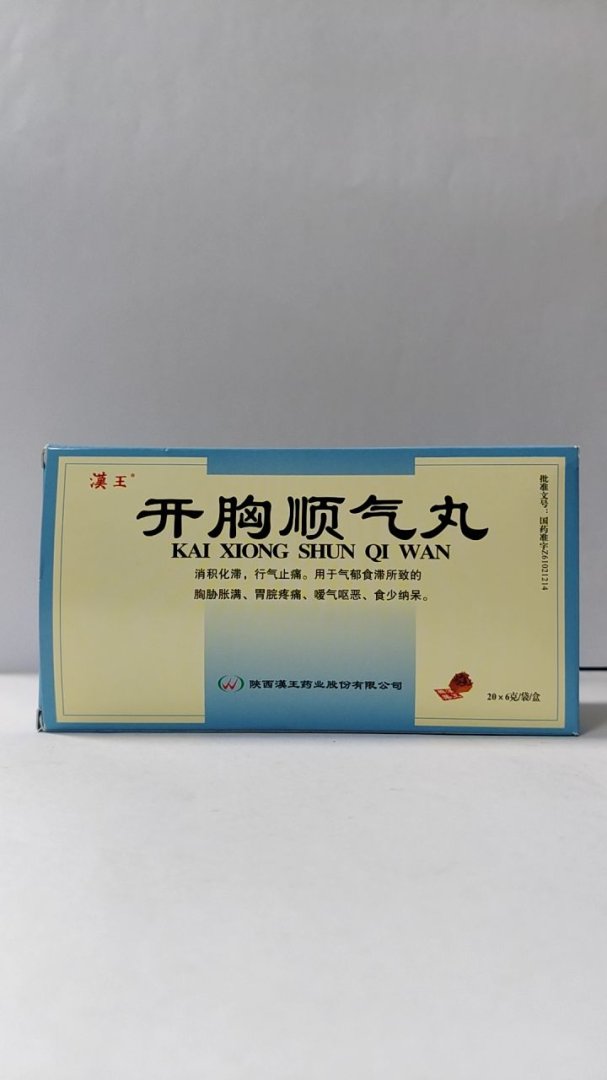 漢王®
开胸顺气丸
KAI XIONG SHUN QI WAN
消积化滞，行气止痛。用于气郁食滞所致的
胸胁胀满、胃脘疼痛、嗳气呕恶、食少纳呆。
陕西漢王药业股份有限公司
20×6克/袋/盒
批准文号：国药准字Z61021214